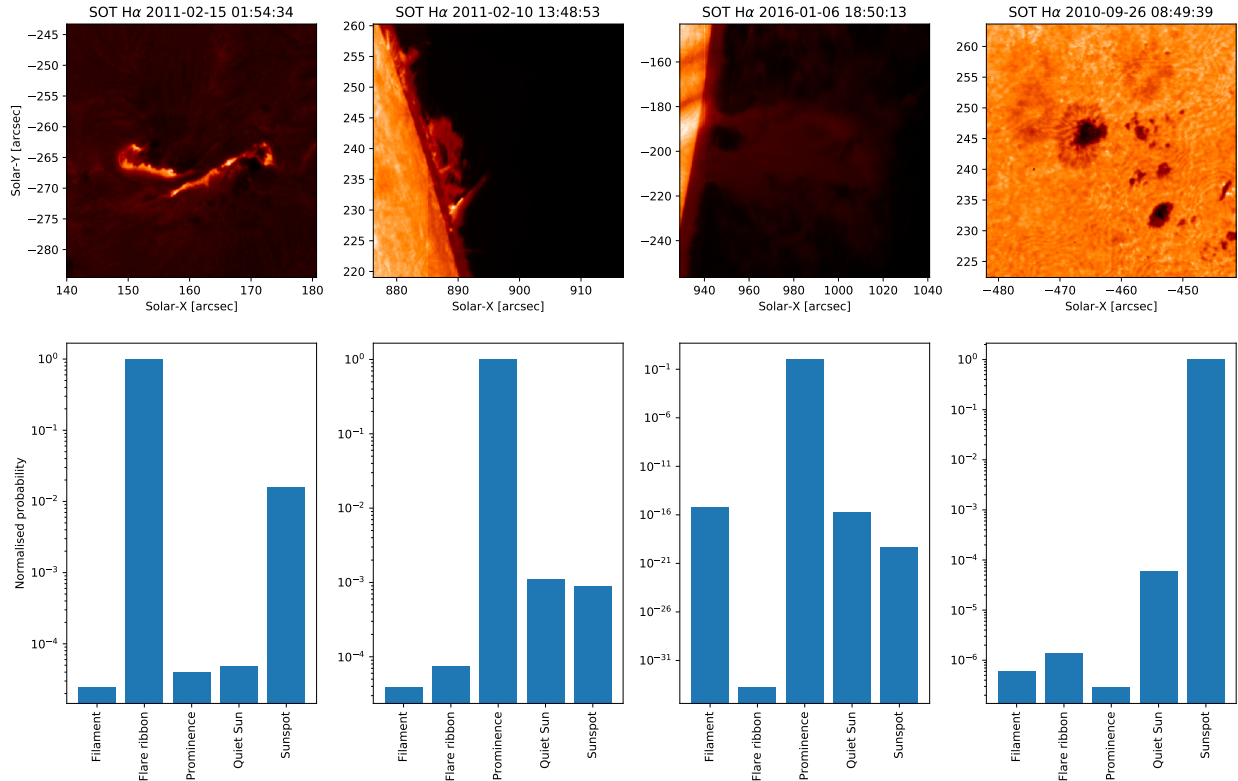 SOT Hα 2011-02-15 01:54:34
SOT Hα 2011-02-10 13:48:53
SOT Hα 2016-01-06 18:50:13
SOT Hα 2010-09-26 08:49:39
Solar-Y [arcsec]
−245
−250
−255
−260
−265
−270
−275
−280
140 150 160 170 180
Solar-X [arcsec]
260
255
250
245
240
235
230
225
220
880 890 900 910
Solar-X [arcsec]
−160
−180
−200
−220
−240
940 960 980 1000 1020 1040
Solar-X [arcsec]
260
255
250
245
240
235
230
225
−480 −470 −460 −450
Solar-X [arcsec]
Normalised probability
10⁰
10⁻¹
10⁻²
10⁻³
10⁻⁴
Filament
Flare ribbon
Prominence
Quiet Sun
Sunspot
10⁰
10⁻¹
10⁻²
10⁻³
10⁻⁴
Filament
Flare ribbon
Prominence
Quiet Sun
Sunspot
10⁻¹
10⁻⁶
10⁻¹¹
10⁻¹⁶
10⁻²¹
10⁻²⁶
10⁻³¹
Filament
Flare ribbon
Prominence
Quiet Sun
Sunspot
10⁰
10⁻¹
10⁻²
10⁻³
10⁻⁴
10⁻⁵
10⁻⁶
Filament
Flare ribbon
Prominence
Quiet Sun
Sunspot